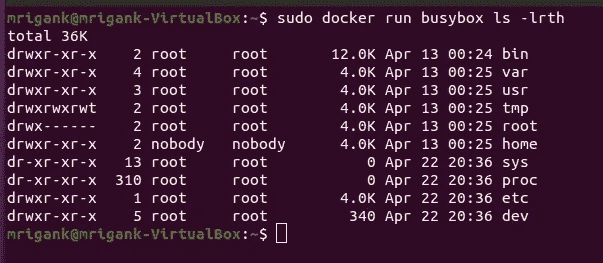 mrigank@mrigank-VirtualBox:~$ sudo docker run busybox ls -lrth
total 36K
drwxr-xr-x    2 root     root       12.0K Apr 13 00:24 bin
drwxr-xr-x    4 root     root        4.0K Apr 13 00:25 var
drwxr-xr-x    3 root     root        4.0K Apr 13 00:25 usr
drwxrwxrwt    2 root     root        4.0K Apr 13 00:25 tmp
drwx------    2 root     root        4.0K Apr 13 00:25 root
drwxr-xr-x    2 nobody   nobody      4.0K Apr 13 00:25 home
dr-xr-xr-x   13 root     root           0 Apr 22 20:36 sys
dr-xr-xr-x  310 root     root           0 Apr 22 20:36 proc
drwxr-xr-x    1 root     root        4.0K Apr 22 20:36 etc
drwxr-xr-x    5 root     root         340 Apr 22 20:36 dev
mrigank@mrigank-VirtualBox:~$